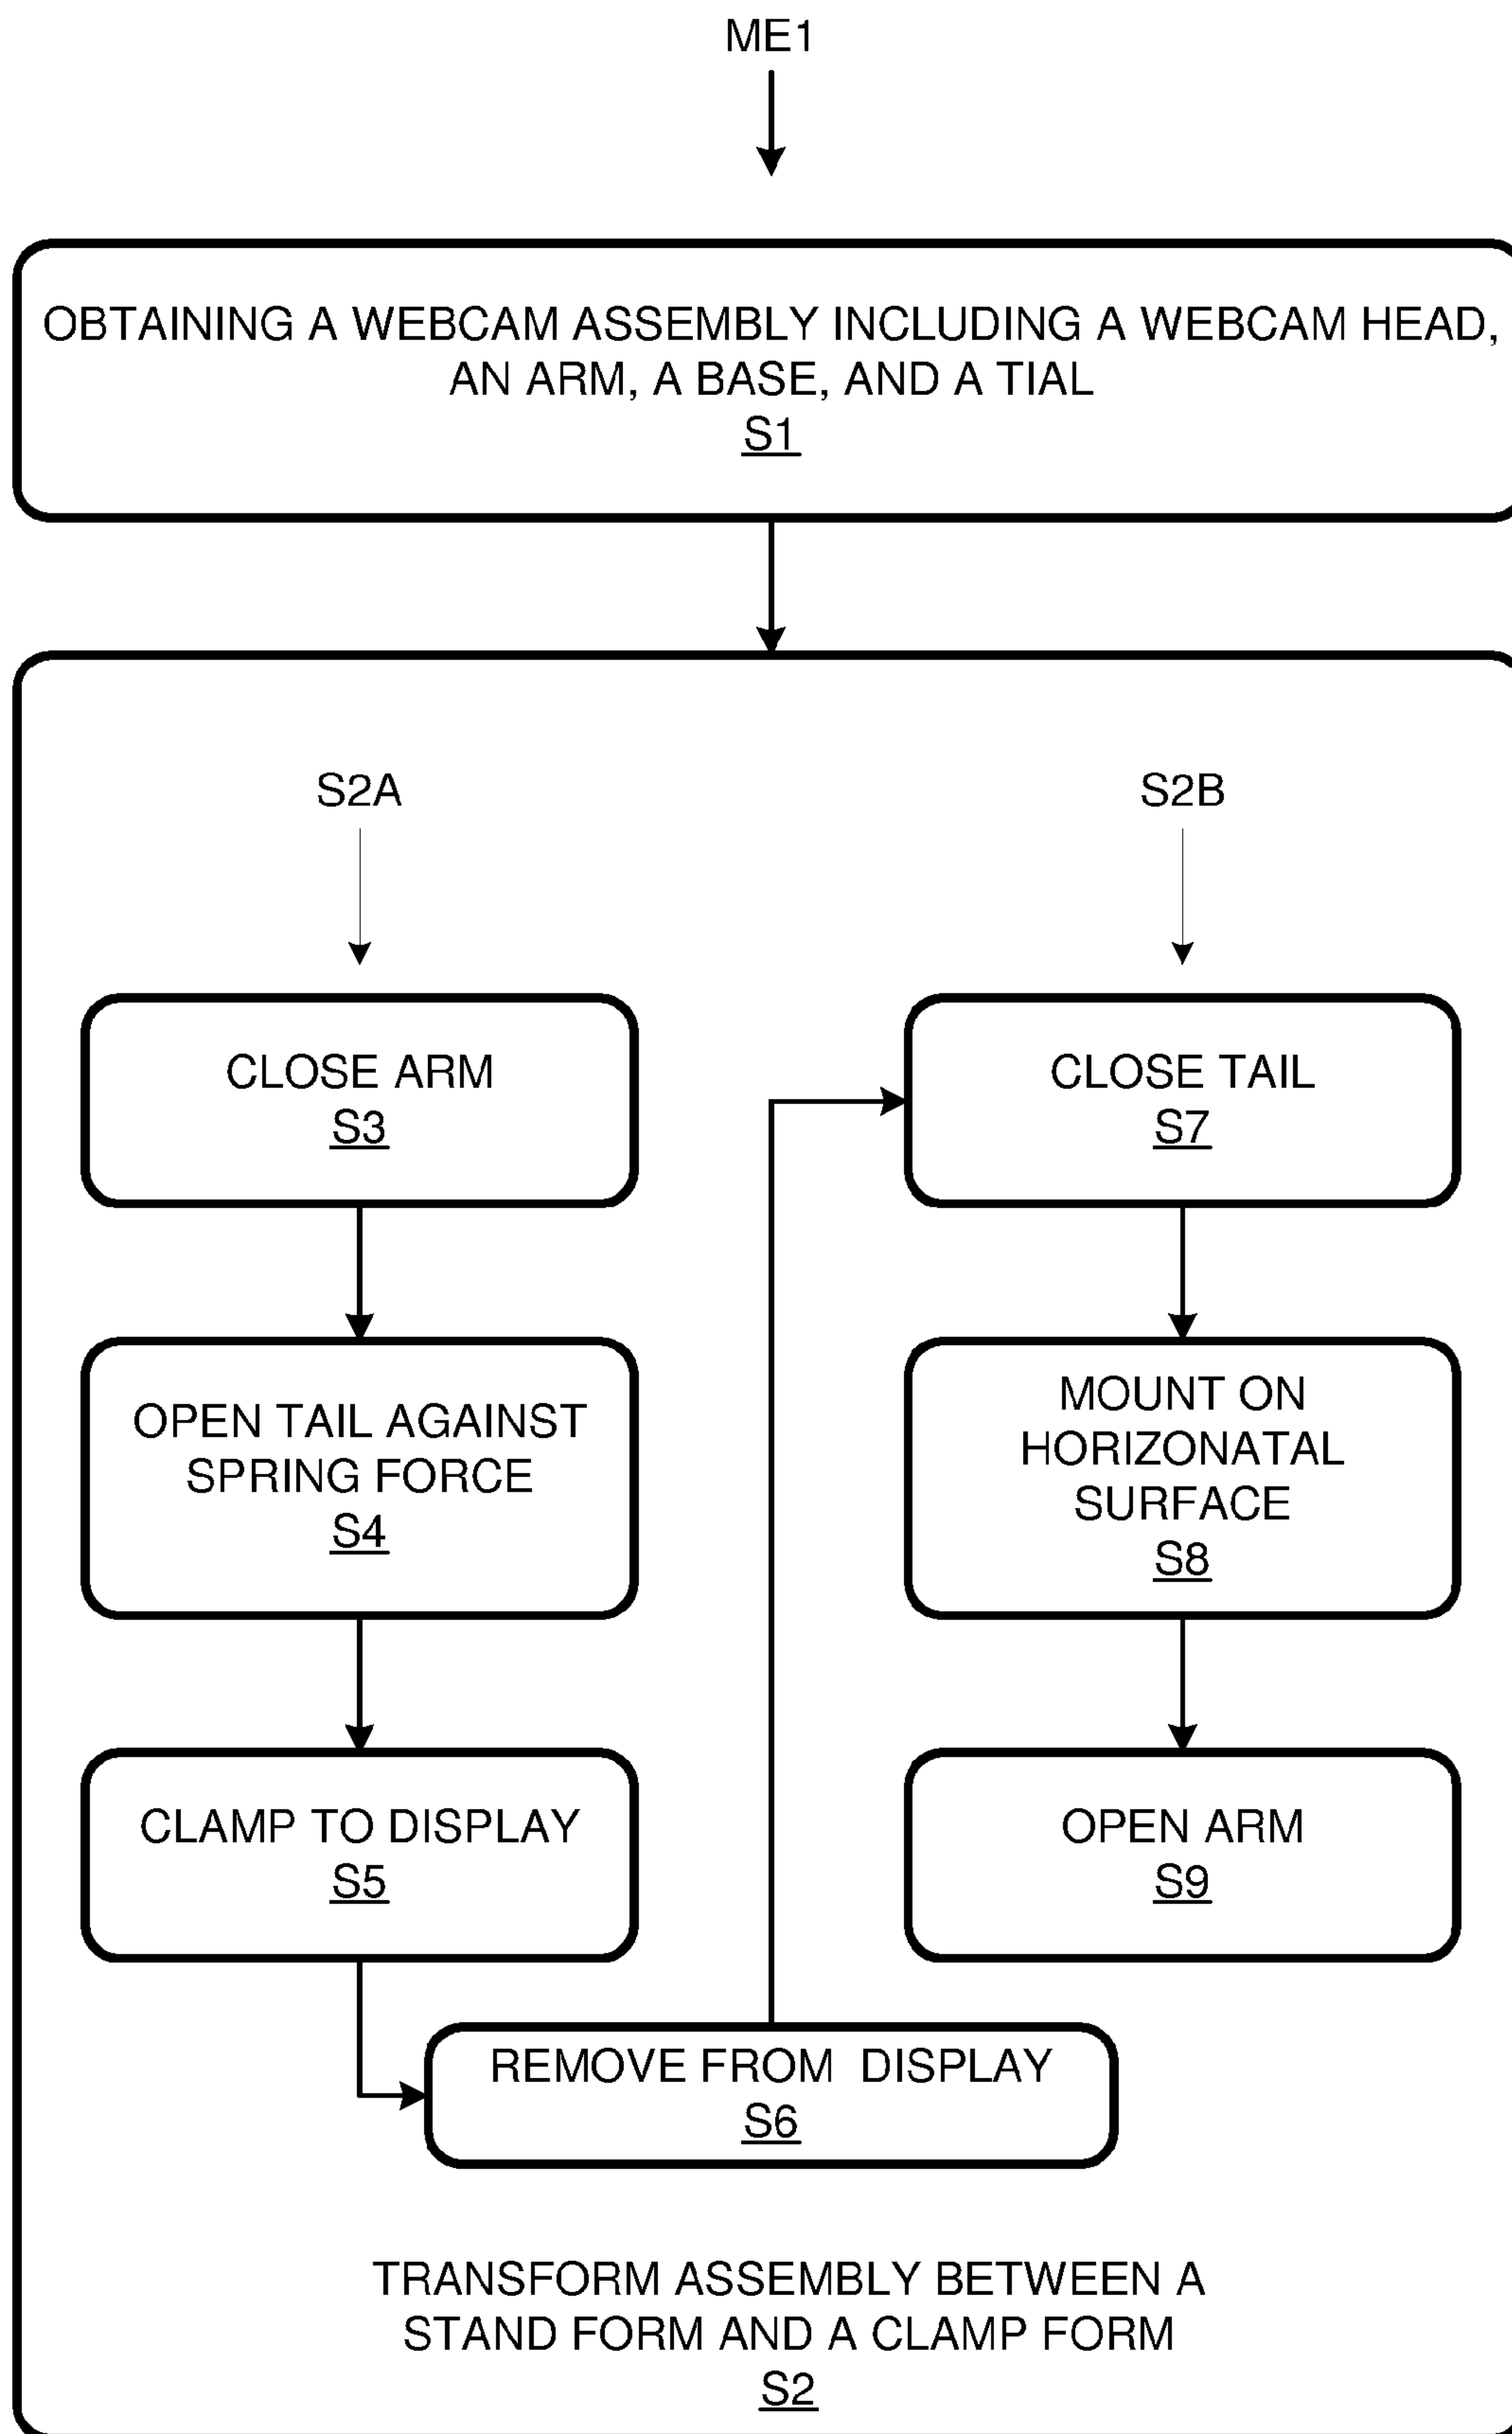 ME1
OBTAINING A WEBCAM ASSEMBLY INCLUDING A WEBCAM HEAD,
AN ARM, A BASE, AND A TIAL
S1
S2A
CLOSE ARM
S3
OPEN TAIL AGAINST
SPRING FORCE
S4
CLAMP TO DISPLAY
S5
REMOVE FROM DISPLAY
S6
S2B
CLOSE TAIL
S7
MOUNT ON
HORIZONATAL
SURFACE
S8
OPEN ARM
S9
TRANSFORM ASSEMBLY BETWEEN A
STAND FORM AND A CLAMP FORM
S2